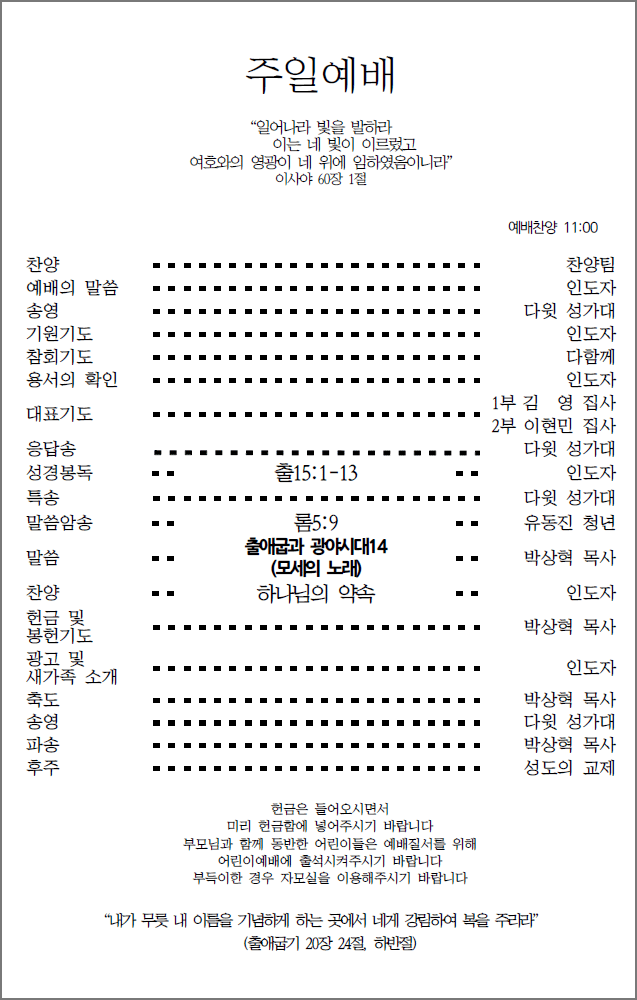 주일예배
“일어나라 빛을 발하라
이는 네 빛이 이르렀고
여호와의 영광이 네 위에 임하였음이니라”
이사야 60장 1절
예배찬양 11:00
찬양 찬양팀
예배의 말씀 인도자
송영 다윗 성가대
기원기도 인도자
참회기도 다함께
용서의 확인 인도자
대표기도 1부 김 영 집사
2부 이현민 집사
응답송 다윗 성가대
성경봉독 출15:1-13 인도자
특송 다윗 성가대
말씀암송 롬5:9 유동진 청년
말씀 출애굽과 광야시대14 박상혁 목사
(모세의 노래)
찬양 하나님의 약속 인도자
헌금 및
봉헌기도 박상혁 목사
광고 및
새가족 소개 인도자
축도 박상혁 목사
송영 다윗 성가대
파송 박상혁 목사
후주 성도의 교제
헌금은 들어오시면서
미리 헌금함에 넣어주시기 바랍니다
부모님과 함께 동반한 어린이들은 예배질서를 위해
어린이예배에 출석시켜주시기 바랍니다
부득이한 경우 자모실을 이용해주시기 바랍니다
“내가 무릇 내 이름을 기념하게 하는 곳에서 네게 강림하여 복을 주리라”
(출애굽기 20장 24절, 하반절)